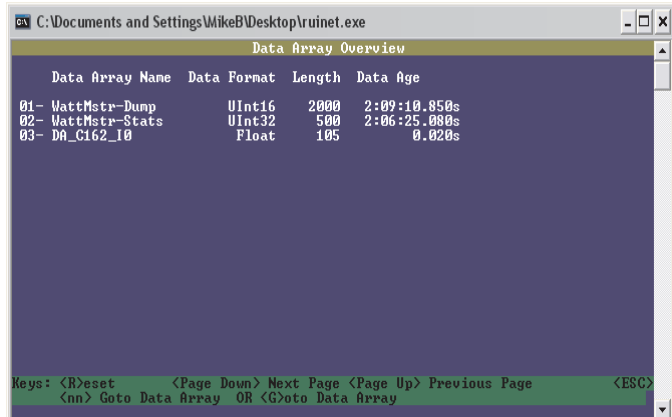 C:\Documents and Settings\MikeB\Desktop\ruinet.exe
Data Array Overview
Data Array Name Data Format Length Data Age
01- WattMstr-Dump UInt16 2000 2:09:10.850s
02- WattMstr-Stats UInt32 500 2:06:25.080s
03- DA_C162_I0 Float 105 0.020s
Keys: <R>eset <Page Down> Next Page <Page Up> Previous Page <ESC>
<nn> Goto Data Array OR <G>oto Data Array